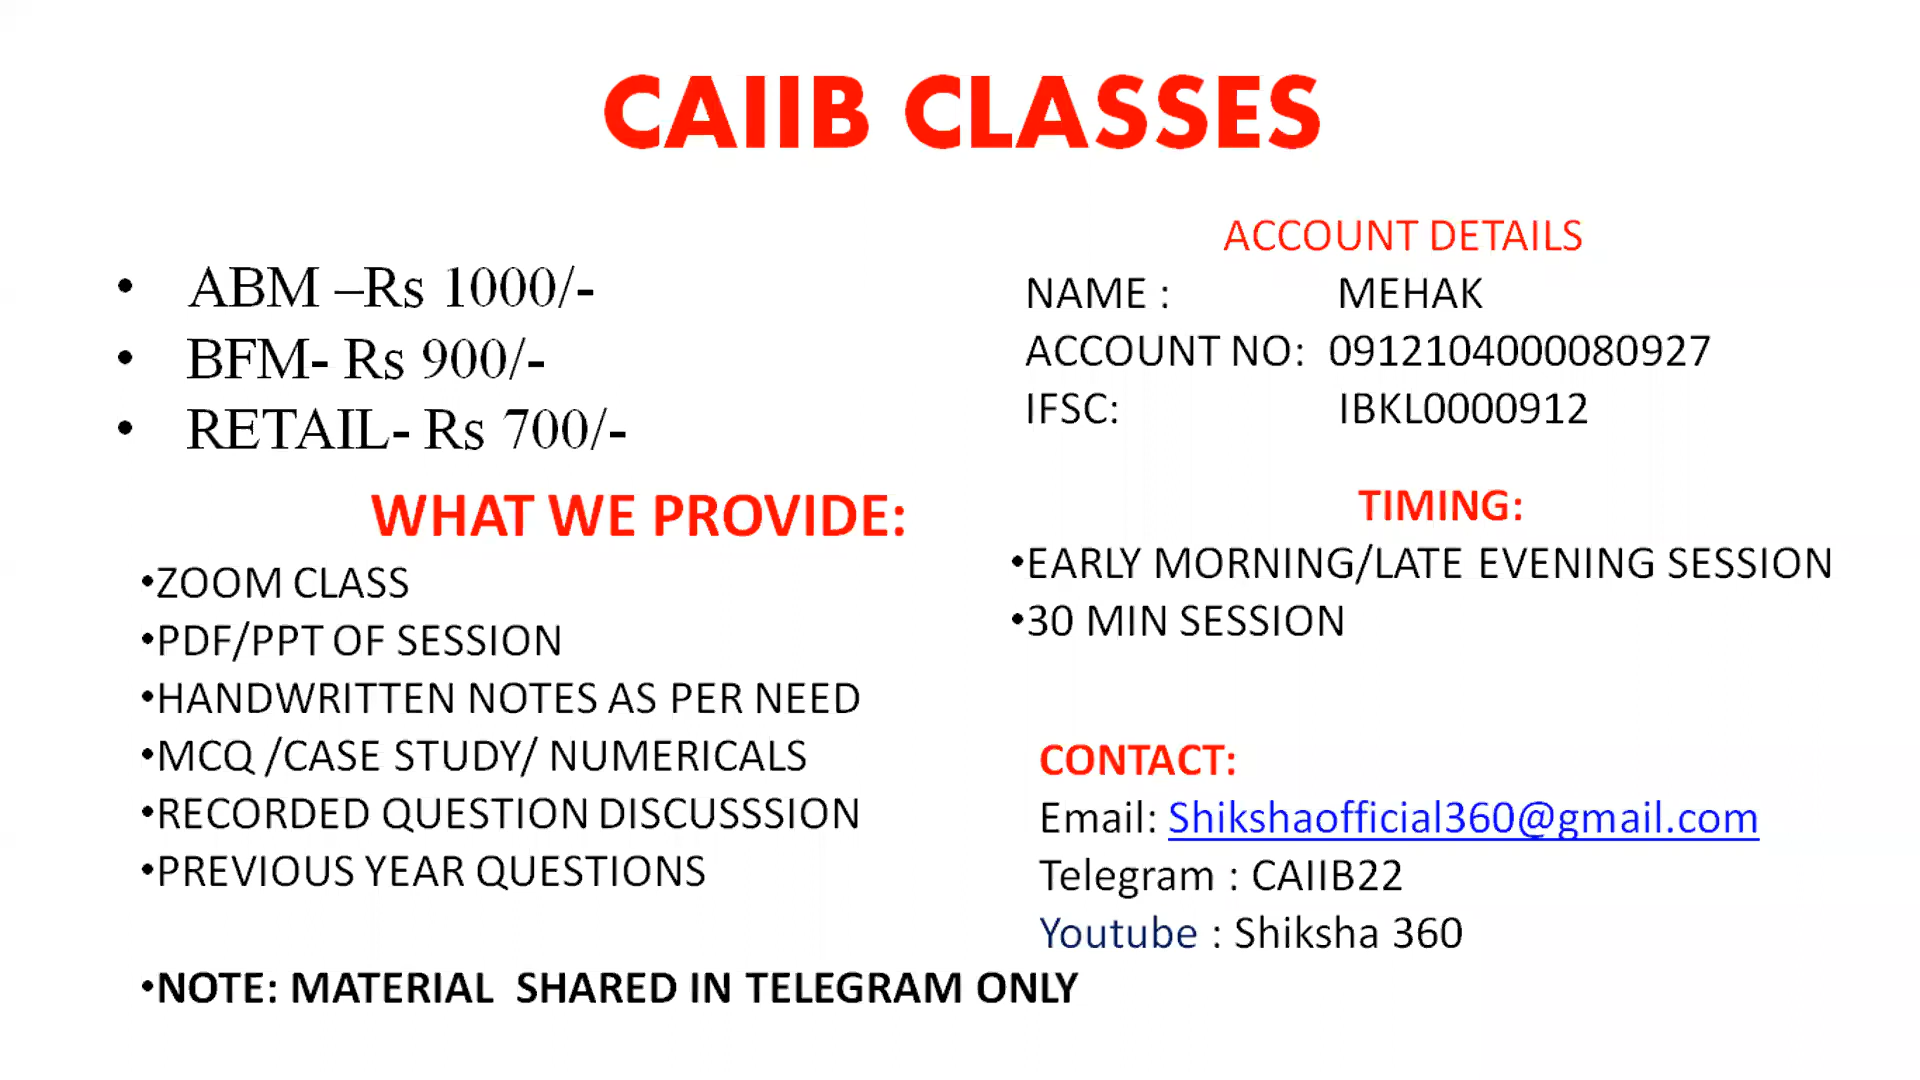 CAIIB CLASSES
• ABM –Rs 1000/-
• BFM- Rs 900/-
• RETAIL- Rs 700/-
WHAT WE PROVIDE:
•ZOOM CLASS
•PDF/PPT OF SESSION
•HANDWRITTEN NOTES AS PER NEED
•MCQ /CASE STUDY/ NUMERICALS
•RECORDED QUESTION DISCUSSSION
•PREVIOUS YEAR QUESTIONS
•NOTE: MATERIAL SHARED IN TELEGRAM ONLY
ACCOUNT DETAILS
NAME : MEHAK
ACCOUNT NO: 0912104000080927
IFSC: IBKL0000912
TIMING:
•EARLY MORNING/LATE EVENING SESSION
•30 MIN SESSION
CONTACT:
Email: Shikshaofficial360@gmail.com
Telegram : CAIIB22
Youtube : Shiksha 360